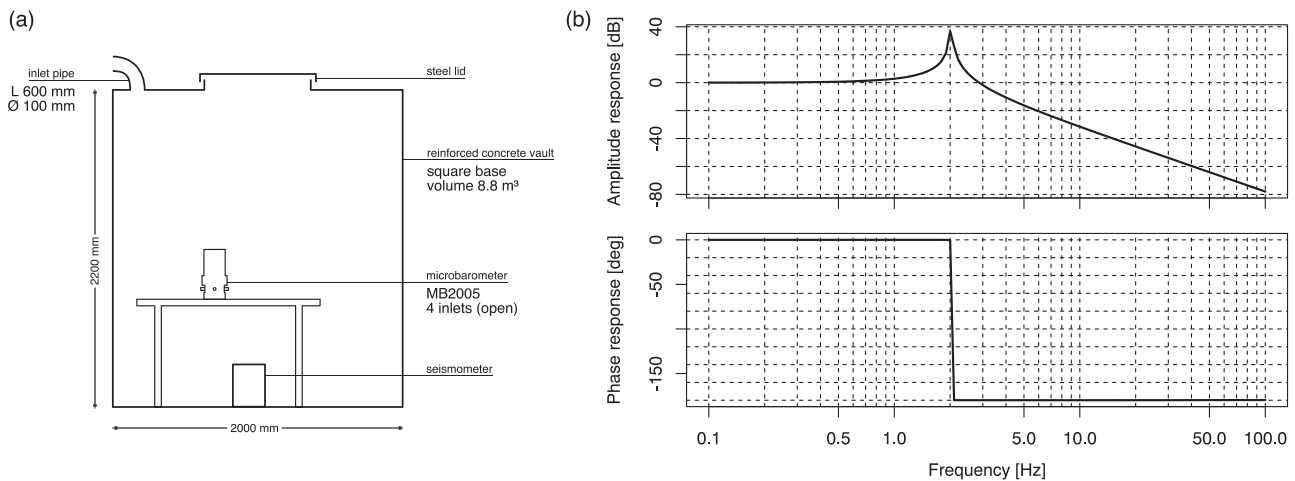 (a)
inlet pipe
L 600 mm
Ø 100 mm
steel lid
reinforced concrete vault
square base
volume 8.8 m³
2200 mm
microbarometer
MB2005
4 inlets (open)
seismometer
2000 mm
(b)
Amplitude response [dB]
40
0
-40
-80
Phase response [deg]
0
-50
-150
0.1
0.5
1.0
5.0
10.0
50.0
100.0
Frequency [Hz]